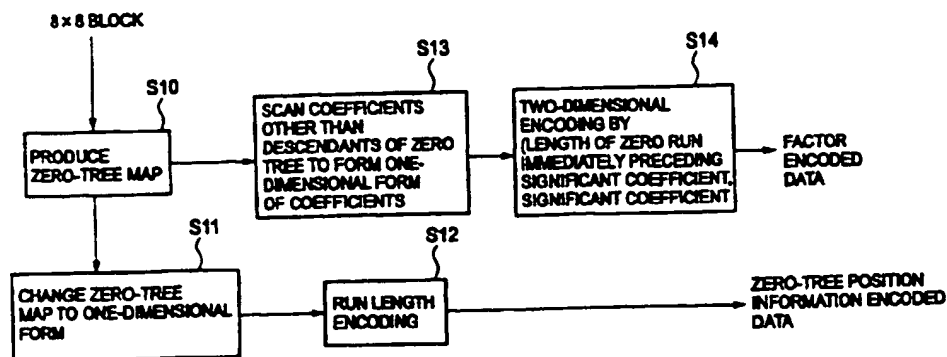 8 × 8 BLOCK
S10
PRODUCE
ZERO-TREE MAP
S13
SCAN COEFFICIENTS
OTHER THAN
DESCENDANTS OF ZERO
TREE TO FORM ONE-
DIMENSIONAL FORM
OF COEFFICIENTS
S14
TWO-DIMENSIONAL
ENCODING BY
(LENGTH OF ZERO RUN
IMMEDIATELY PRECEDING
SIGNIFICANT COEFFICIENT,
SIGNIFICANT COEFFICIENT
FACTOR
ENCODED
DATA
S11
CHANGE ZERO-TREE
MAP TO ONE-DIMENSIONAL
FORM
S12
RUN LENGTH
ENCODING
ZERO-TREE POSITION
INFORMATION ENCODED
DATA